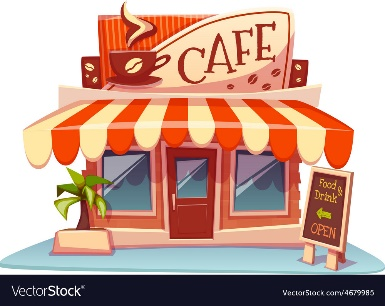 CAFE
Food &
Drink
OPEN
VectorStock®
VectorStock.com/4679985